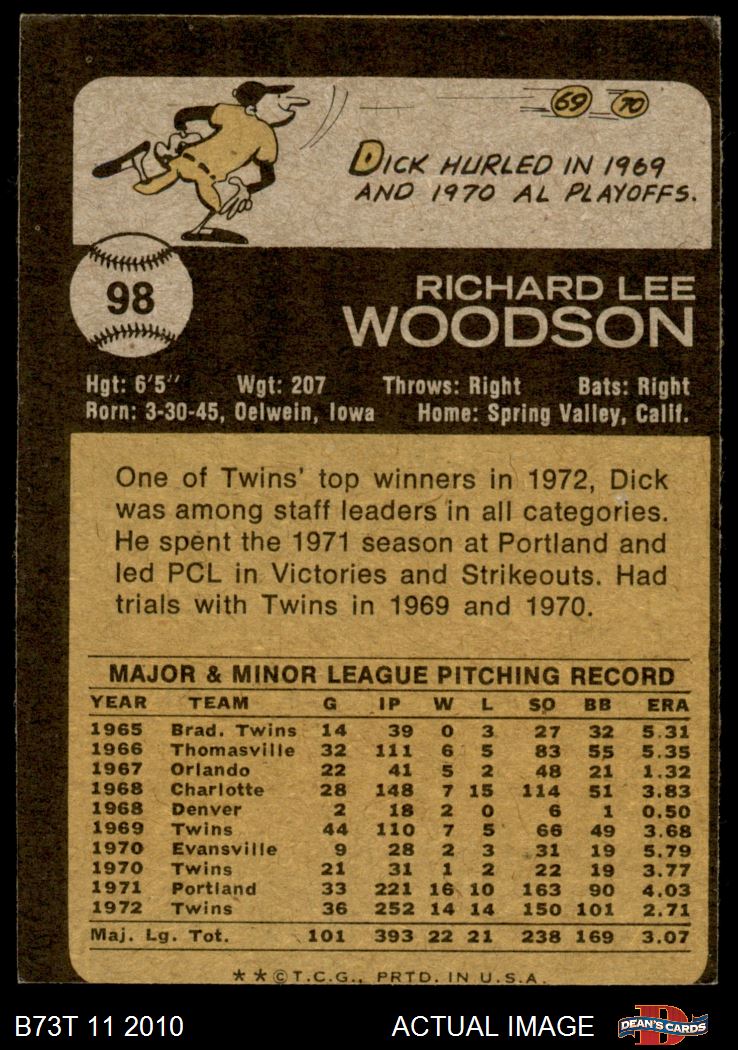 69 70
DICK HURLED IN 1969
AND 1970 AL PLAYOFFS.
98
RICHARD LEE
WOODSON
Hgt: 6'5" Wgt: 207 Throws: Right Bats: Right
Rorn: 3-30-45, Oelwein, Iowa Home: Spring Valley, Calif.
One of Twins' top winners in 1972, Dick
was among staff leaders in all categories.
He spent the 1971 season at Portland and
led PCL in Victories and Strikeouts. Had
trials with Twins in 1969 and 1970.
MAJOR & MINOR LEAGUE PITCHING RECORD
YEAR TEAM G IP W L SO BB ERA
1965 Brad. Twins 14 39 0 3 27 32 5.31
1966 Thomasville 32 111 6 5 83 55 5.35
1967 Orlando 22 41 5 2 48 21 1.32
1968 Charlotte 28 148 7 15 114 51 3.83
1968 Denver 2 18 2 0 6 1 0.50
1969 Twins 44 110 7 5 66 49 3.68
1970 Evansville 9 28 2 3 31 19 5.79
1970 Twins 21 31 1 2 22 19 3.77
1971 Portland 33 221 16 10 163 90 4.03
1972 Twins 36 252 14 14 150 101 2.71
Maj. Lg. Tot. 101 393 22 21 238 169 3.07
**©T.C.G., PRTD. IN U.S.A.
B73T 11 2010 ACTUAL IMAGE D DEAN'S CARDS